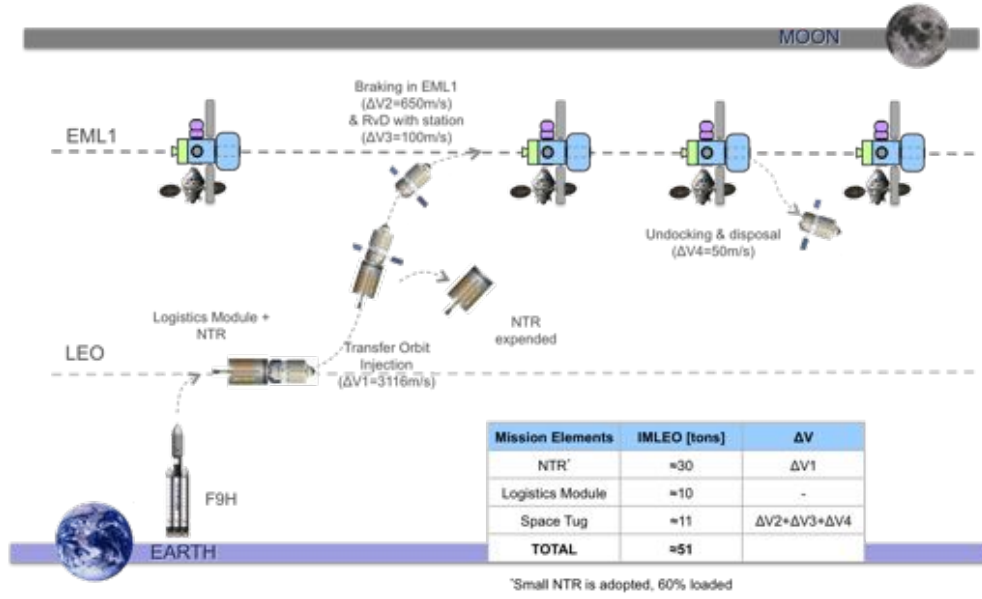 MOON
Braking in EML1
(ΔV2=650m/s)
& RvD with station
(ΔV3=100m/s)
EML1
Undocking & disposal
(ΔV4=50m/s)
Logistics Module +
NTR
NTR
expended
LEO
Transfer Orbit
Injection
(ΔV1=3116m/s)
F9H
EARTH
Mission Elements IMLEO [tons] ΔV
NTR* ≈30 ΔV1
Logistics Module ≈10 -
Space Tug ≈11 ΔV2+ΔV3+ΔV4
TOTAL ≈51
*Small NTR is adopted, 60% loaded